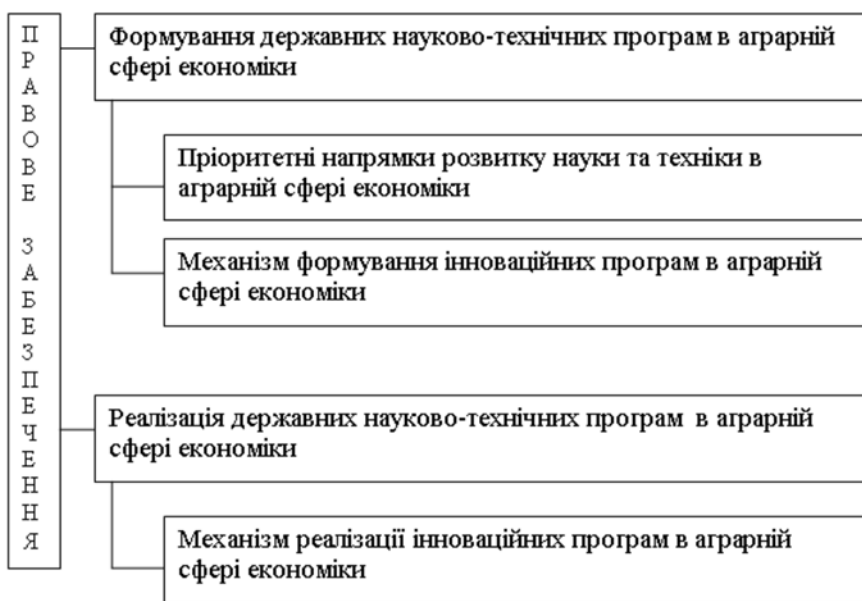 ПРАВОВЕ ЗАБЕЗПЕЧЕННЯ
Формування державних науково-технічних програм в аграрній
сфері економіки
Пріоритетні напрямки розвитку науки та техніки в
аграрній сфері економіки
Механізм формування інноваційних програм в аграрній
сфері економіки
Реалізація державних науково-технічних програм в аграрній
сфері економіки
Механізм реалізації інноваційних програм в аграрній
сфері економіки